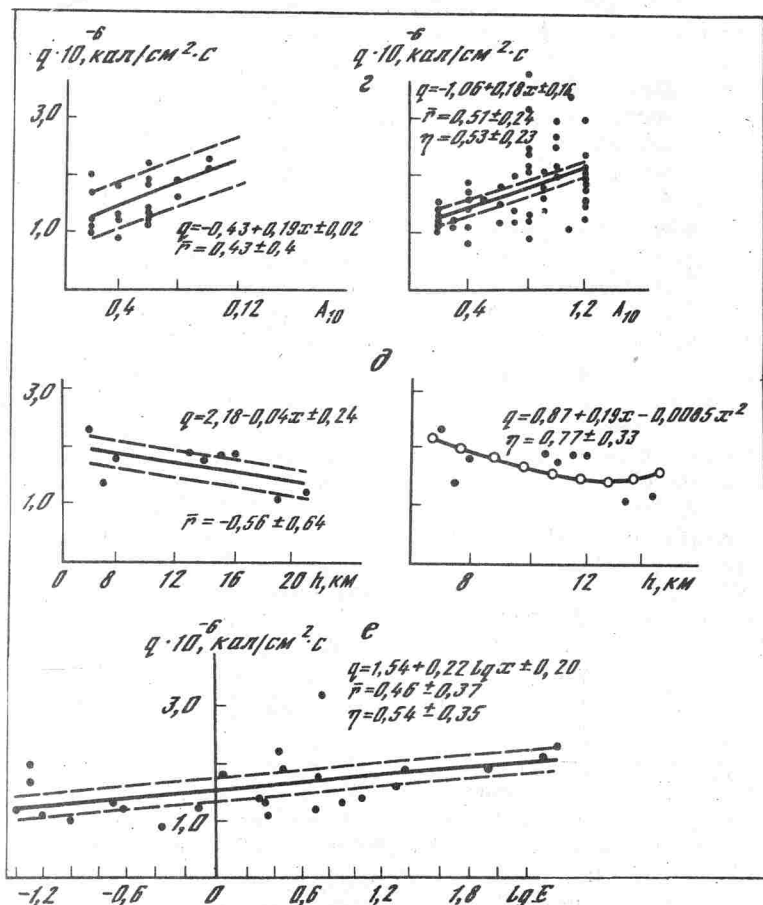 q·10⁻⁶, кал/см²·с
3,0
1,0
q=-0,43+0,19x±0,02
r̄=0,43±0,4
0,4 0,12 A₁₀
г
q·10⁻⁶, кал/см²·с
q=-1,06+0,18x±0,16
r̄=0,51±0,24
η=0,53±0,23
0,4 1,2 A₁₀
д
3,0
1,0
q=2,18-0,04x±0,24
r̄=-0,56±0,64
0 8 12 16 20 h, км
q=0,87+0,19x-0,0085x²
η=0,77±0,33
8 12 h, км
е
q·10⁻⁶, кал/см²·с
q=1,54+0,22 lg x±0,20
r̄=0,46±0,37
η=0,54±0,35
3,0
1,0
-1,2 -0,6 0 0,6 1,2 1,8 lg E